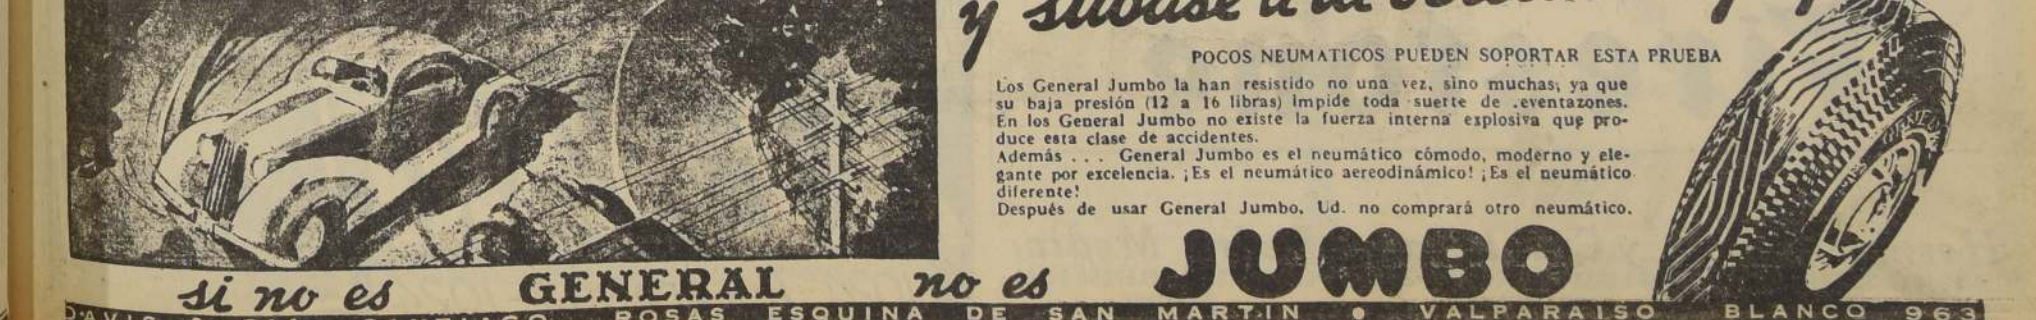 y súbase a la
POCOS NEUMATICOS PUEDEN SOPORTAR ESTA PRUEBA
Los General Jumbo la han resistido no una vez, sino muchas; ya que
su baja presión (12 a 16 libras) impide toda suerte de .eventazones.
En los General Jumbo no existe la fuerza interna explosiva que pro-
duce esta clase de accidentes.
Además . . . General Jumbo es el neumático cómodo, moderno y ele-
gante por excelencia. ¡Es el neumático aereodinámico! ¡Es el neumático
diferente!
Después de usar General Jumbo, Ud. no comprará otro neumático.
GENERAL
si no es GENERAL no es JUMBO
ROSAS ESQUINA DE SAN MARTIN • VALPARAISO BLANCO 963